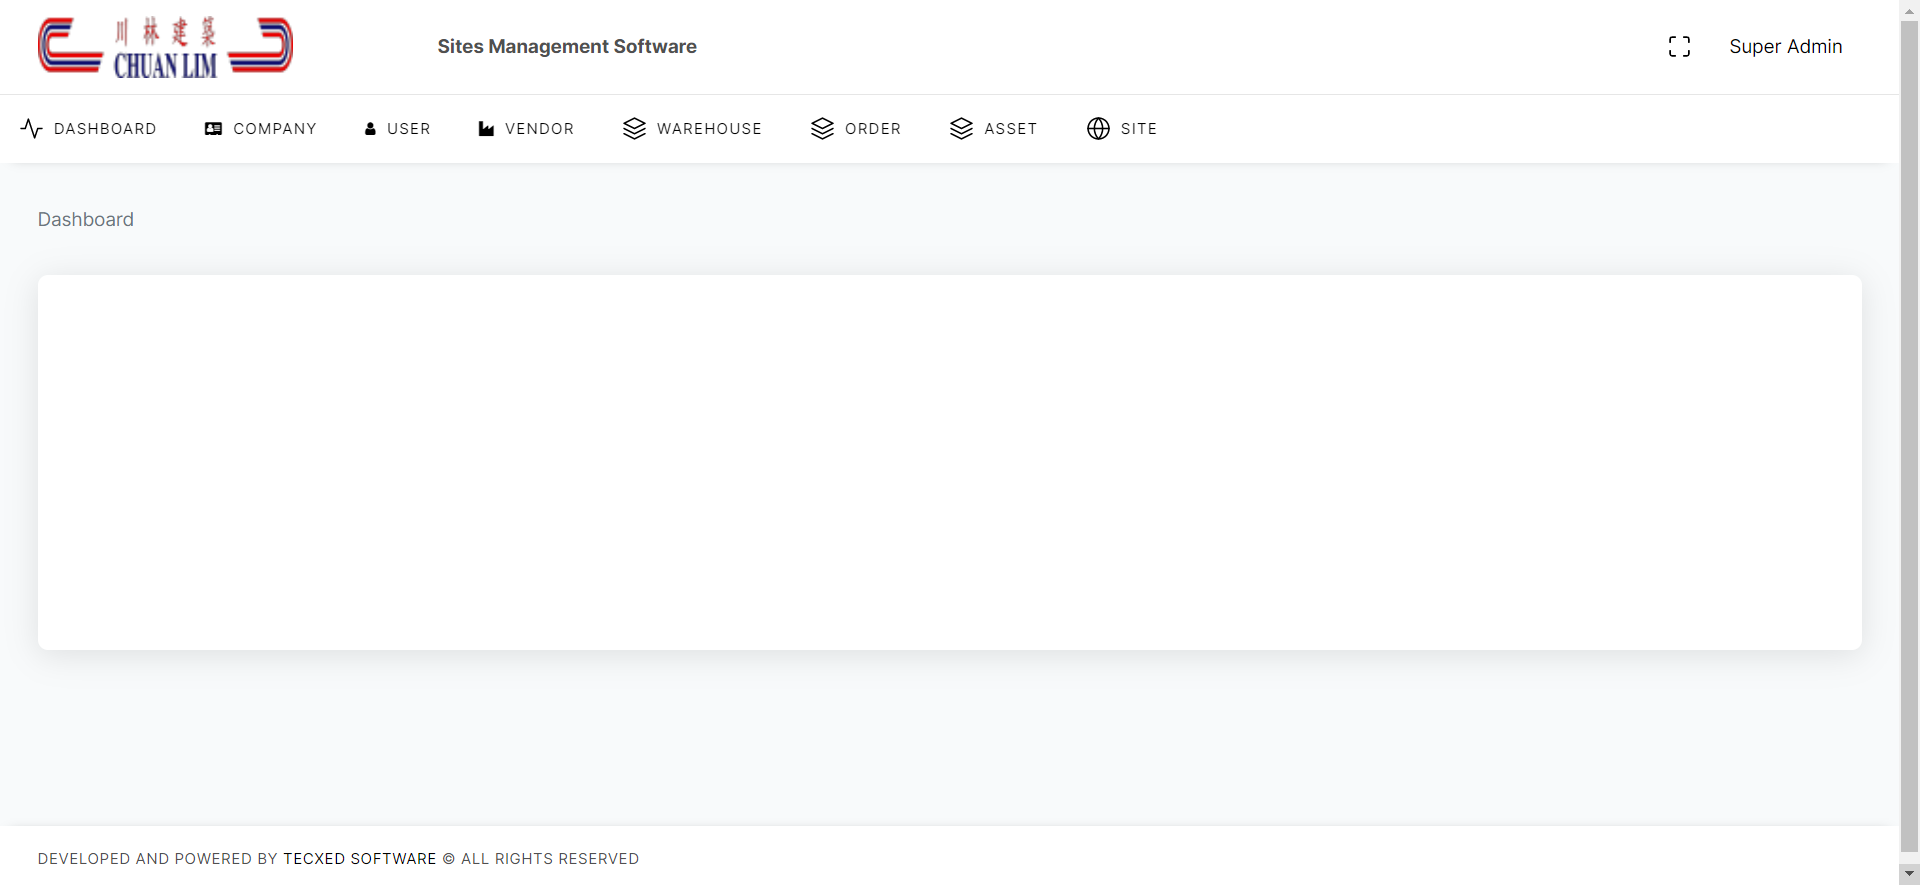 川林建築
CHUAN LIM
Sites Management Software
Super Admin
DASHBOARD COMPANY USER VENDOR WAREHOUSE ORDER ASSET SITE
Dashboard
DEVELOPED AND POWERED BY TECXED SOFTWARE © ALL RIGHTS RESERVED